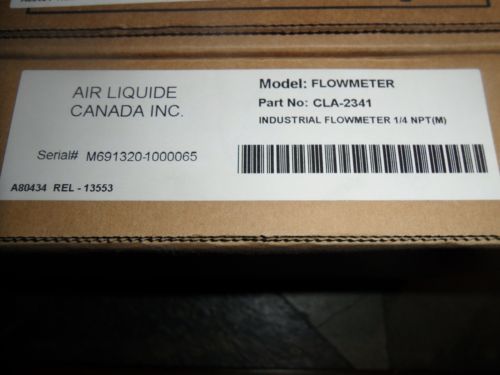 AIR LIQUIDE
CANADA INC.
Serial# M691320-1000065
A80434 REL - 13553
Model: FLOWMETER
Part No: CLA-2341
INDUSTRIAL FLOWMETER 1/4 NPT(M)